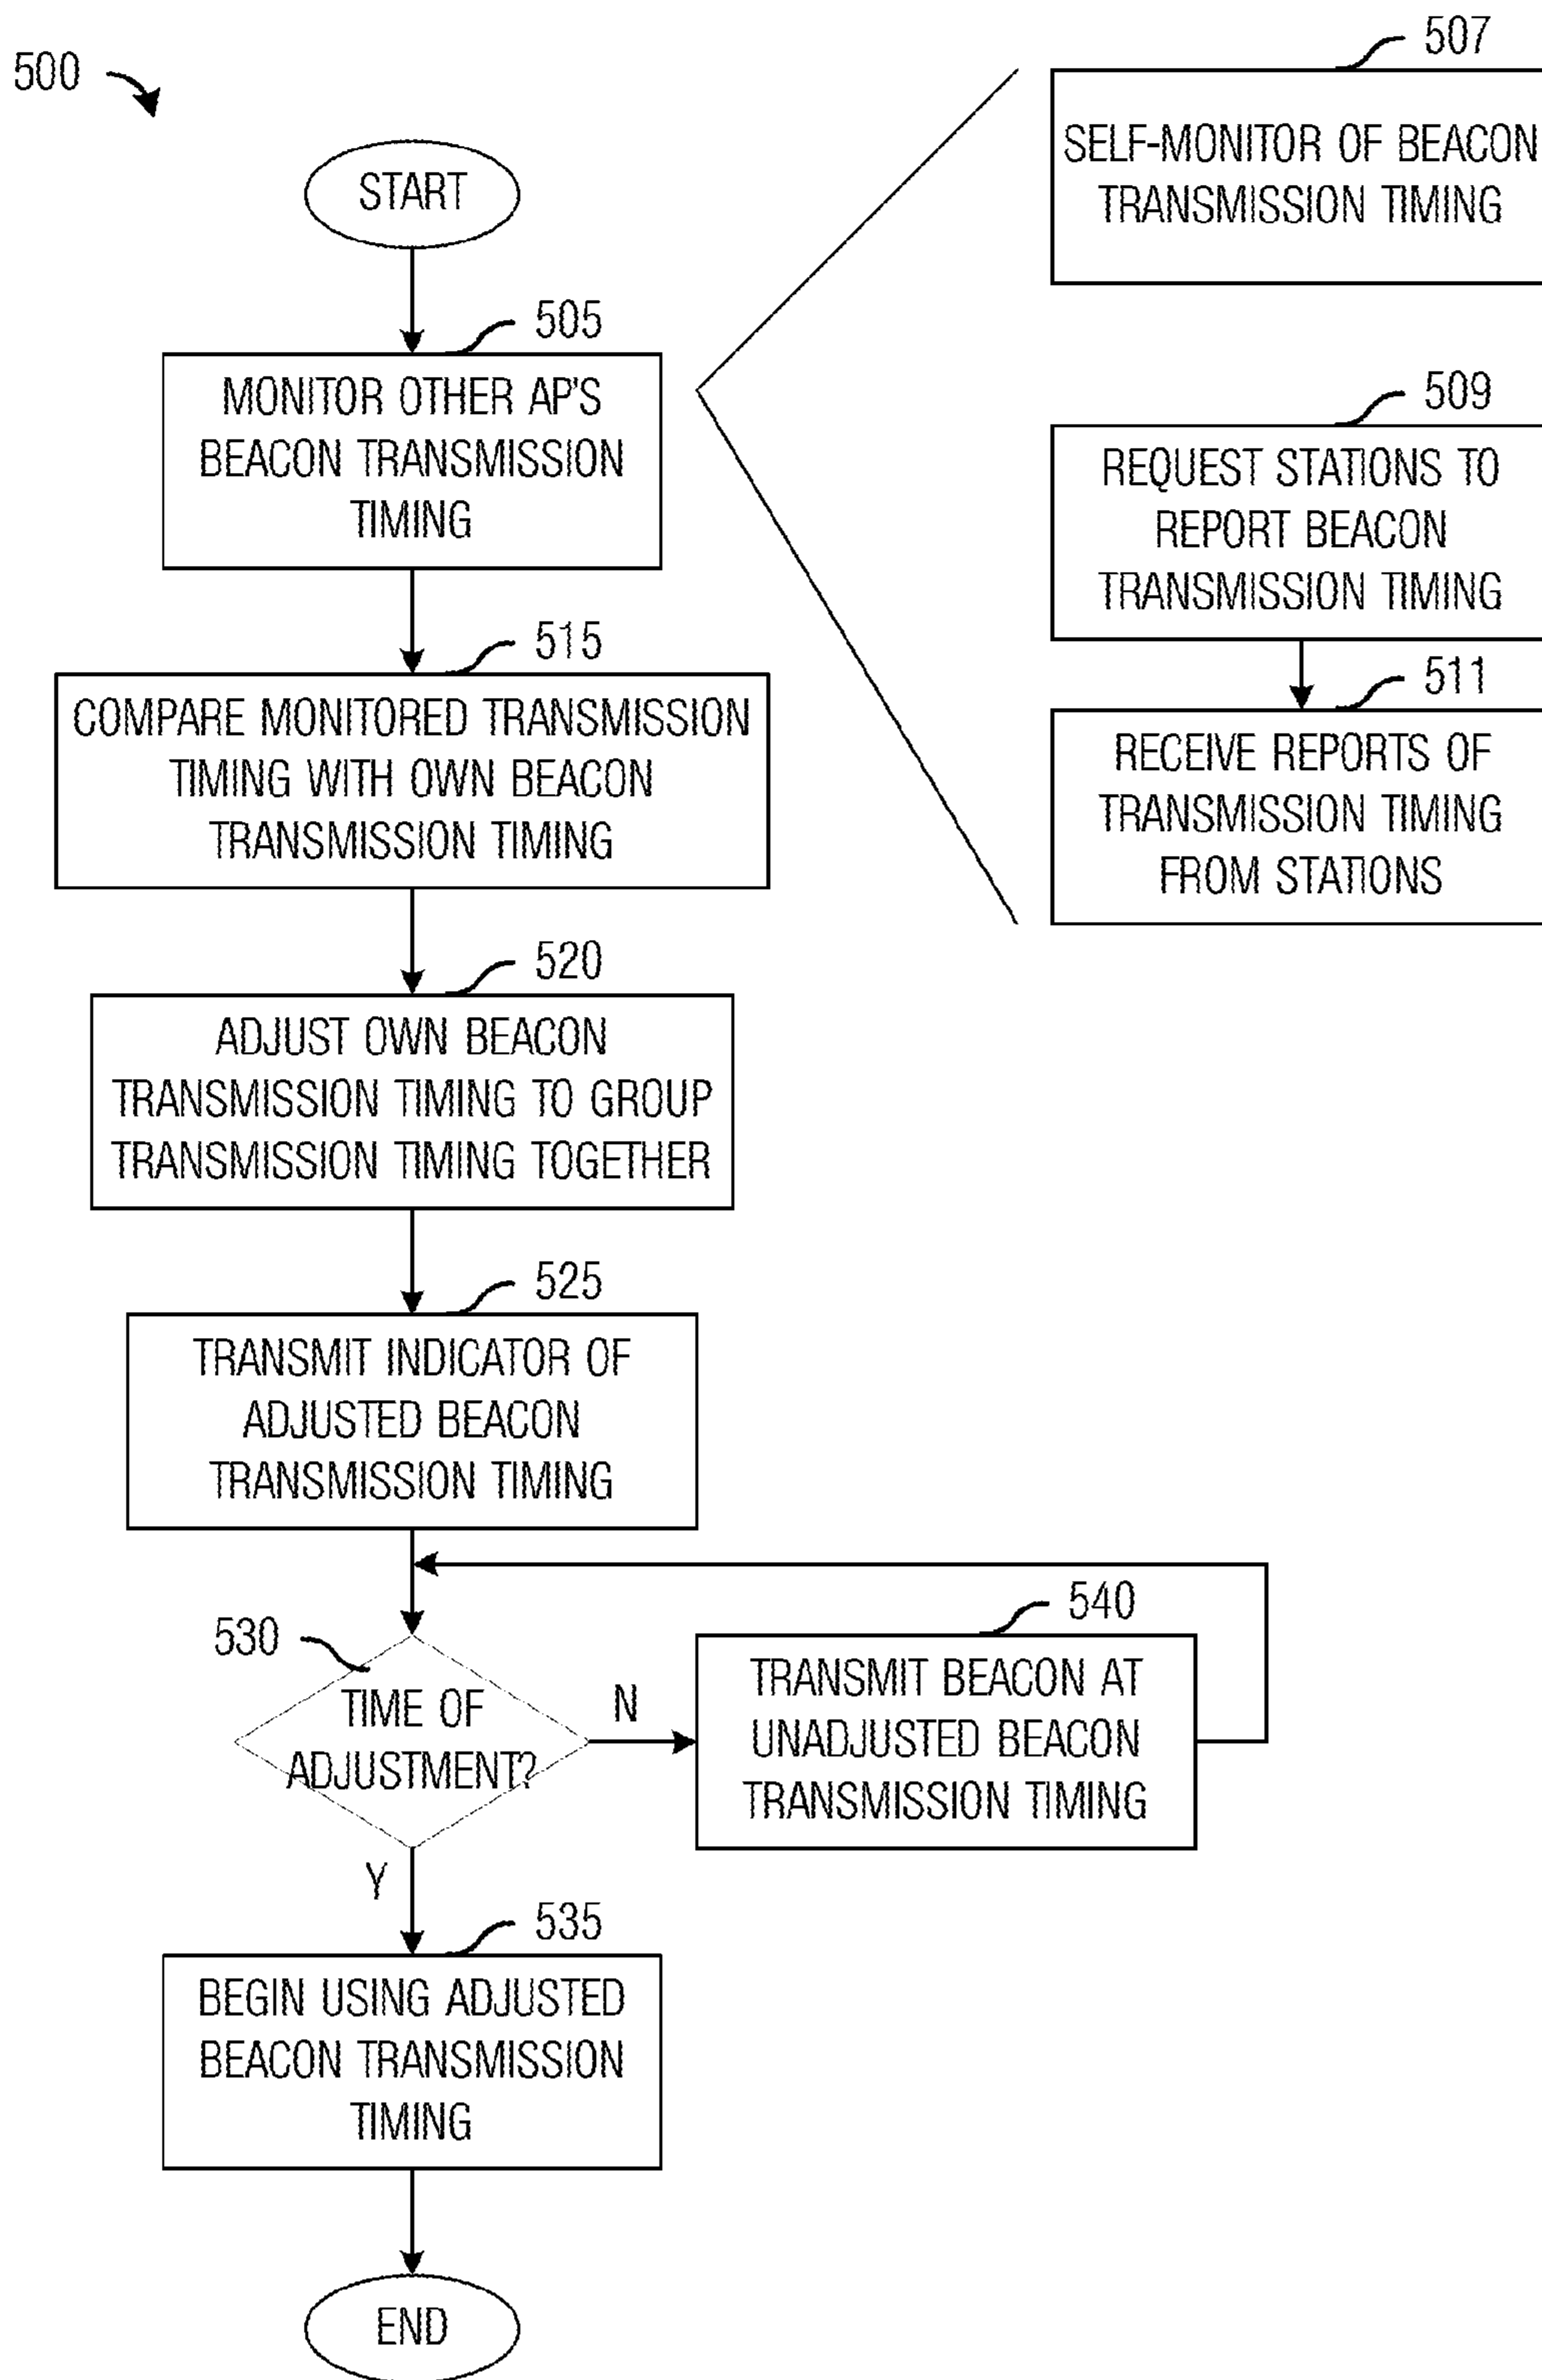 500
START
505
MONITOR OTHER AP'S
BEACON TRANSMISSION
TIMING
507
SELF-MONITOR OF BEACON
TRANSMISSION TIMING
509
REQUEST STATIONS TO
REPORT BEACON
TRANSMISSION TIMING
511
RECEIVE REPORTS OF
TRANSMISSION TIMING
FROM STATIONS
515
COMPARE MONITORED TRANSMISSION
TIMING WITH OWN BEACON
TRANSMISSION TIMING
520
ADJUST OWN BEACON
TRANSMISSION TIMING TO GROUP
TRANSMISSION TIMING TOGETHER
525
TRANSMIT INDICATOR OF
ADJUSTED BEACON
TRANSMISSION TIMING
530
TIME OF
ADJUSTMENT?
N
540
TRANSMIT BEACON AT
UNADJUSTED BEACON
TRANSMISSION TIMING
Y
535
BEGIN USING ADJUSTED
BEACON TRANSMISSION
TIMING
END